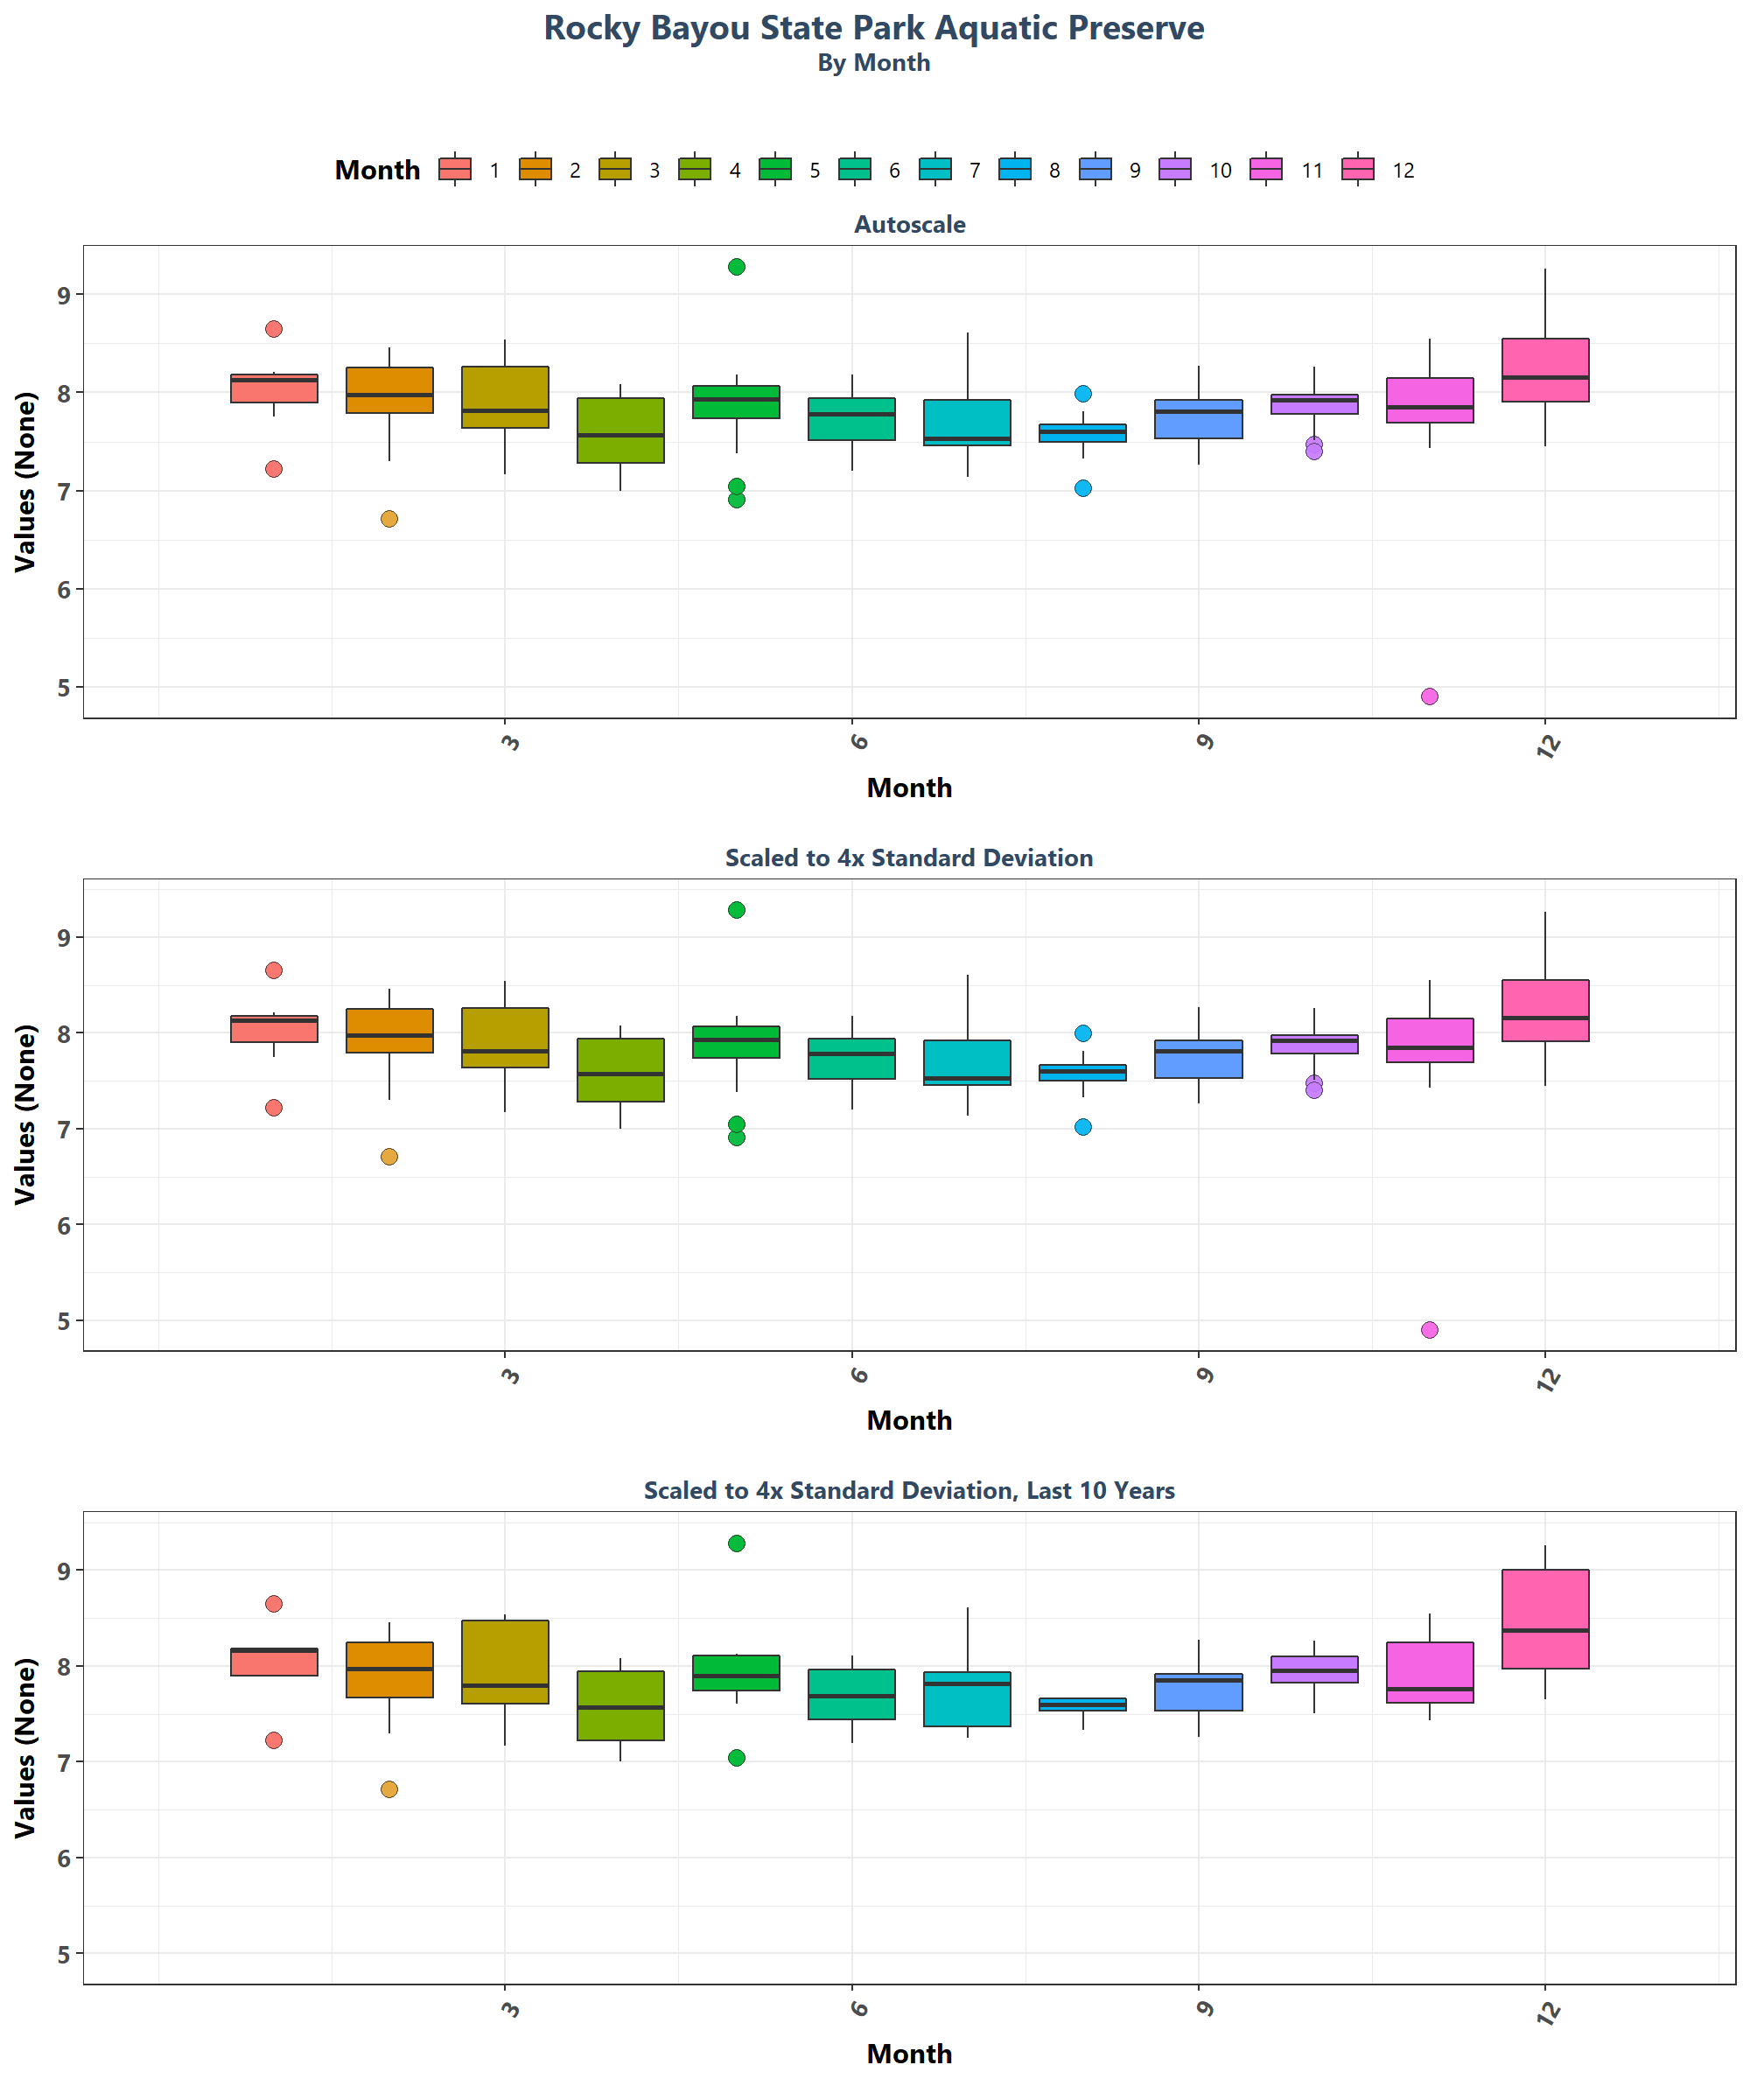 Rocky Bayou State Park Aquatic Preserve
By Month
Month 1 2 3 4 5 6 7 8 9 10 11 12
Autoscale
Values (None)
9
8
7
6
5
3 6 9 12
Month
Scaled to 4x Standard Deviation
Values (None)
9
8
7
6
5
3 6 9 12
Month
Scaled to 4x Standard Deviation, Last 10 Years
Values (None)
9
8
7
6
5
3 6 9 12
Month